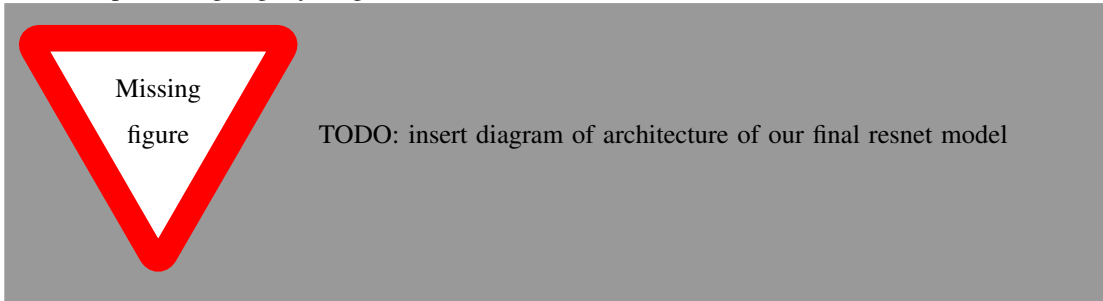 Missing
figure
TODO: insert diagram of architecture of our final resnet model